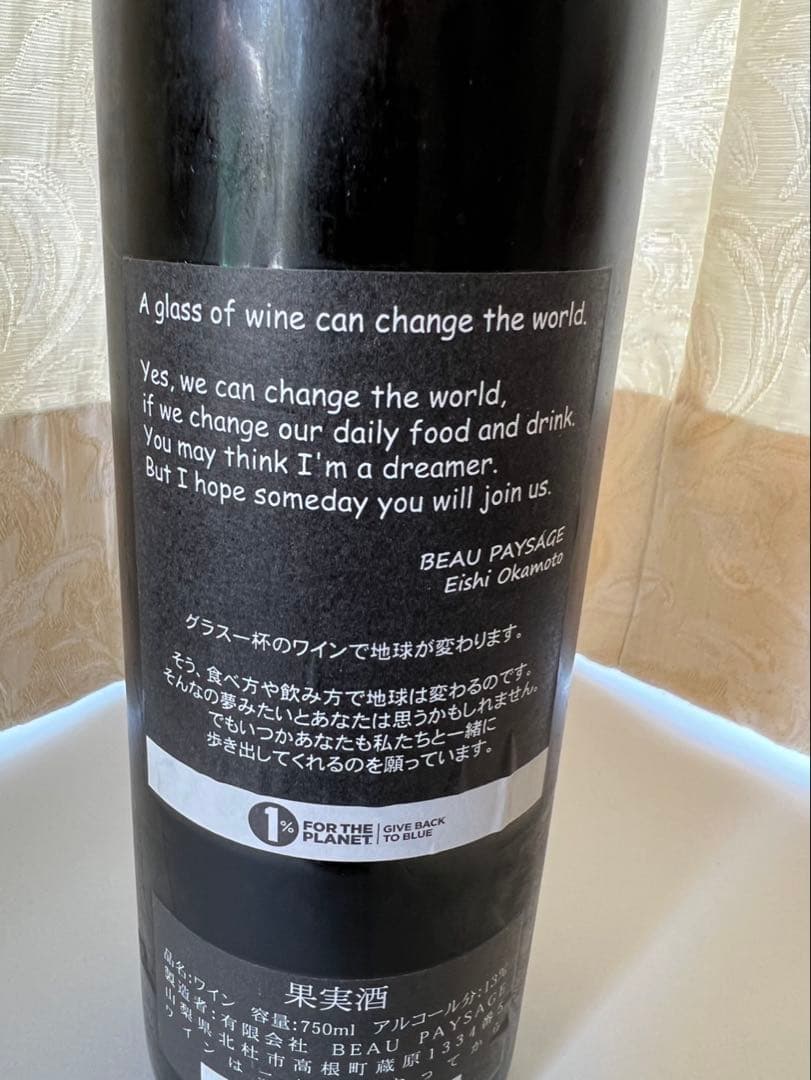 A glass of wine can change the world.
Yes, we can change the world,
if we change our daily food and drink.
You may think I'm a dreamer.
But I hope someday you will join us.
BEAU PAYSAGE
Eishi Okamoto
グラス一杯のワインで地球が変わります。
そう、食べ方や飲み方で地球は変わるのです。
そんなの夢みたいとあなたは思うかもしれません。
でもいつかあなたも私たちと一緒に
歩き出してくれるのを願っています。
1% FOR THE PLANET | GIVE BACK TO BLUE
果実酒
品名:ワイン 容量:750ml アルコール分:13%
製造者:有限会社 BEAU PAYSAGE
山梨県北杜市高根町蔵原1334
ワインは